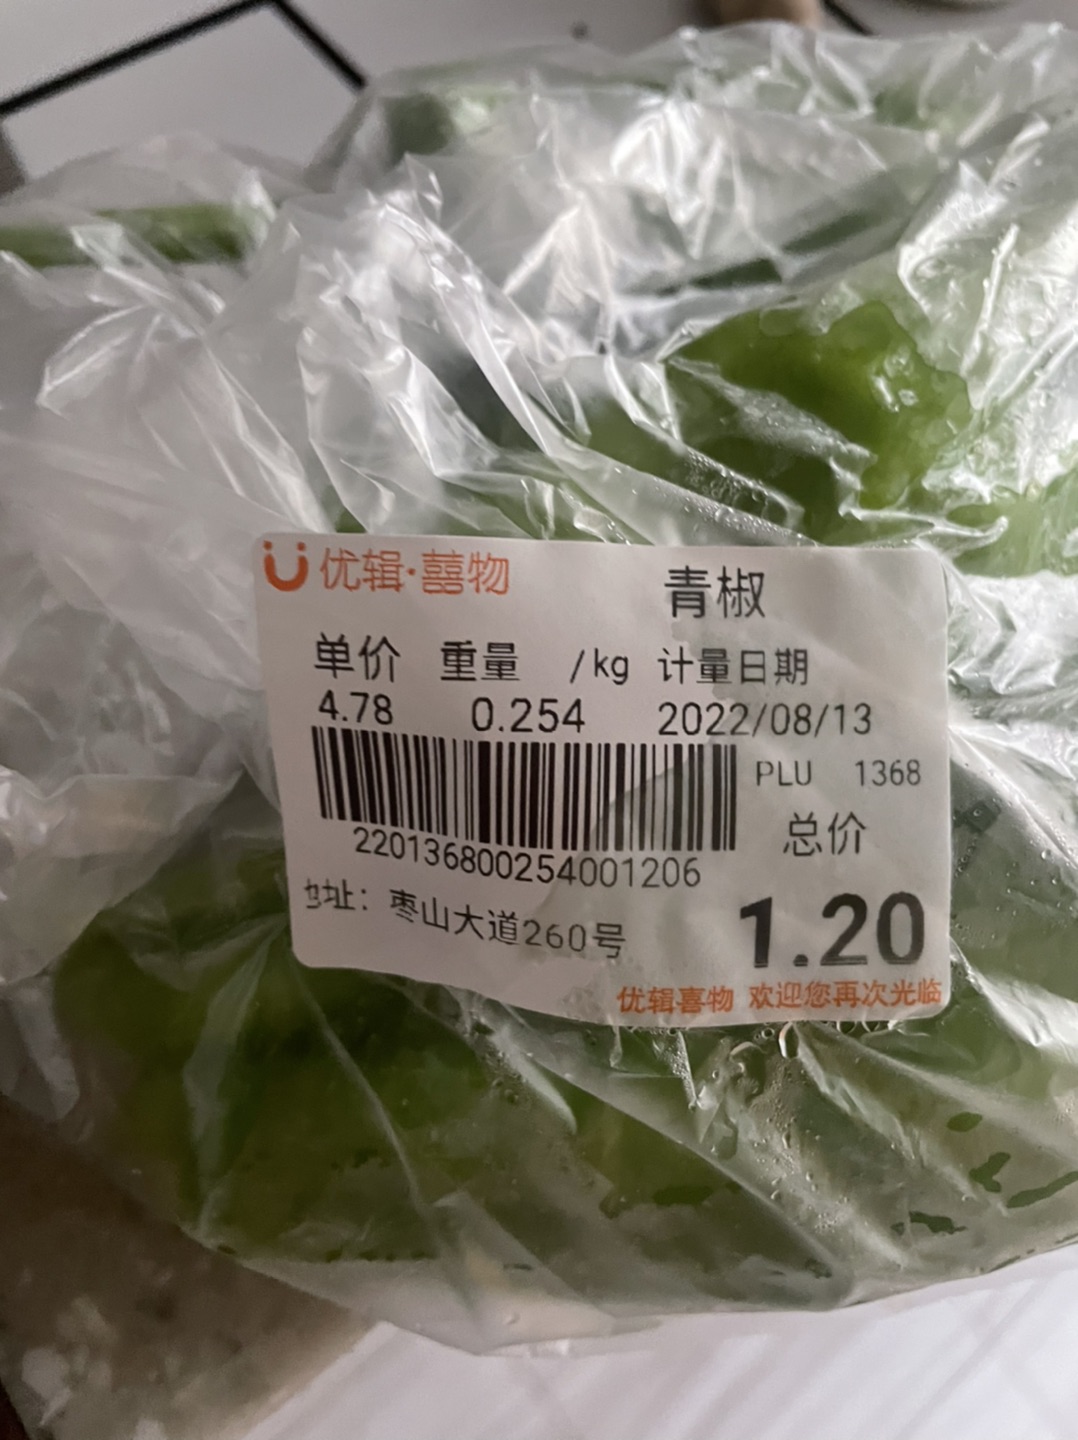 优辑·囍物
青椒
单价 重量 /kg 计量日期
4.78 0.254 2022/08/13
PLU 1368
220136800254001206
总价
地址：枣山大道260号
1.20
优辑喜物 欢迎您再次光临